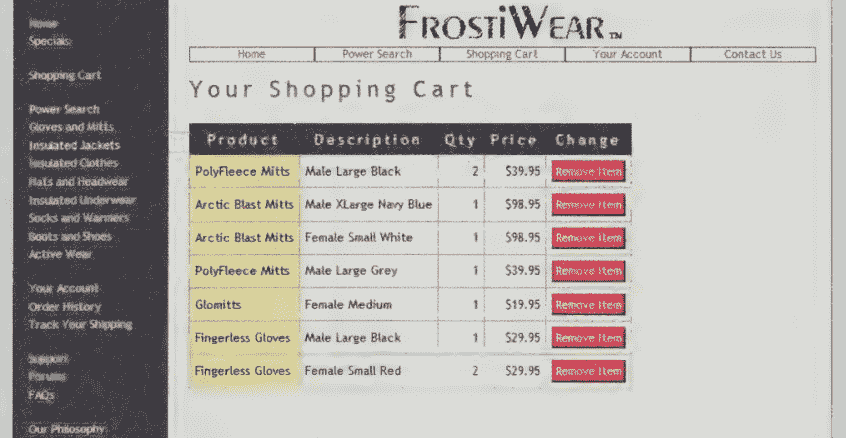 FROSTIWEAR™
Home
Specials
Shopping Cart
Power Search
Gloves and Mitts
Insulated Jackets
Insulated Clothes
Hats and Headwear
Insulated Underwear
Socks and Warmers
Boots and Shoes
Active Wear
Your Account
Order History
Track Your Shipping
Support
Forums
FAQs
Our Philosophy
Home Power Search Shopping Cart Your Account Contact Us
Your Shopping Cart
Product Description Qty Price Change
PolyFleece Mitts Male Large Black 2 $39.95 Remove Item
Arctic Blast Mitts Male XLarge Navy Blue 1 $98.95 Remove Item
Arctic Blast Mitts Female Small White 1 $98.95 Remove Item
PolyFleece Mitts Male Large Grey 1 $39.95 Remove Item
Glomitts Female Medium 1 $19.95 Remove Item
Fingerless Gloves Male Large Black 1 $29.95 Remove Item
Fingerless Gloves Female Small Red 2 $29.95 Remove Item